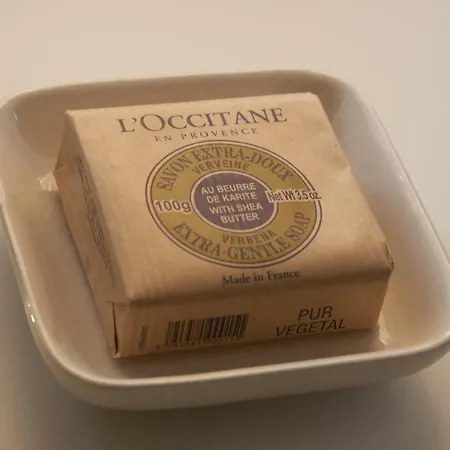 L'OCCITANE
EN PROVENCE
SAVON EXTRA-DOUX
VERVEINE
100g
AU BEURRE
DE KARITE
WITH SHEA
BUTTER
Net Wt 3.5 oz.
VERBENA
EXTRA-GENTLE SOAP
Made in France
PUR
VEGETAL